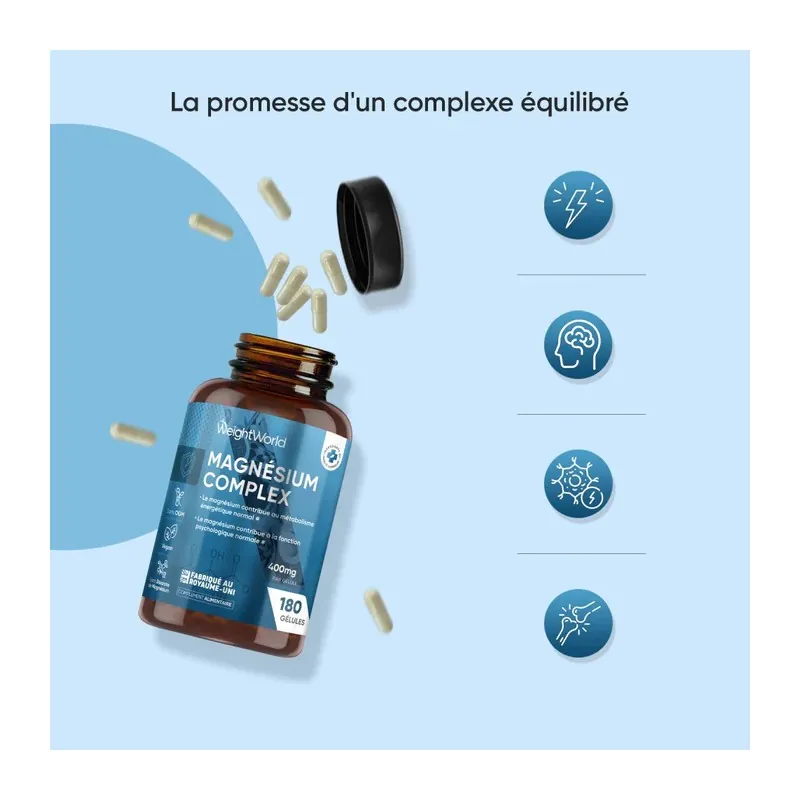 La promesse d'un complexe équilibré
WeightWorld
MAGNÉSIUM
COMPLEX
• Le magnésium contribue au métabolisme
énergétique normal #
• Le magnésium contribue à la fonction
psychologique normale #
Vegan
400mg
FABRIQUÉ AU
ROYAUME-UNI
COMPLÉMENT ALIMENTAIRE
180
GÉLULES